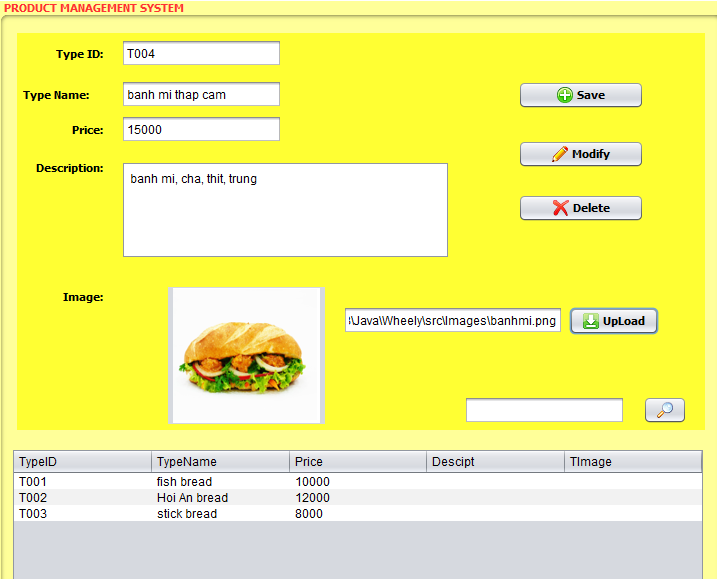 PRODUCT MANAGEMENT SYSTEM
Type ID: T004
Type Name: banh mi thap cam
Save
Price: 15000
Modify
Description: banh mi, cha, thit, trung
Delete
Image:
\Java\Wheely\src\Images\banhmi.png UpLoad
TypeID TypeName Price Descipt TImage
T001 fish bread 10000
T002 Hoi An bread 12000
T003 stick bread 8000